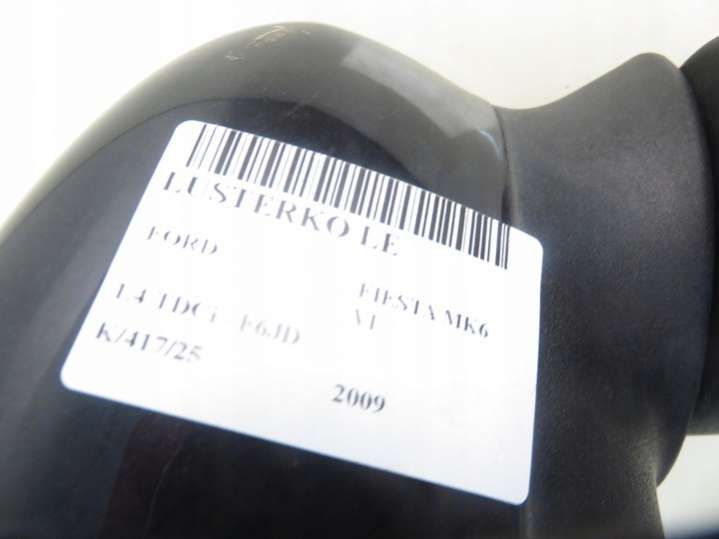 LUSTERKO LE
FORD FIESTA MK6
VI
1.4 TDCI F6JD
K/417/25
2009